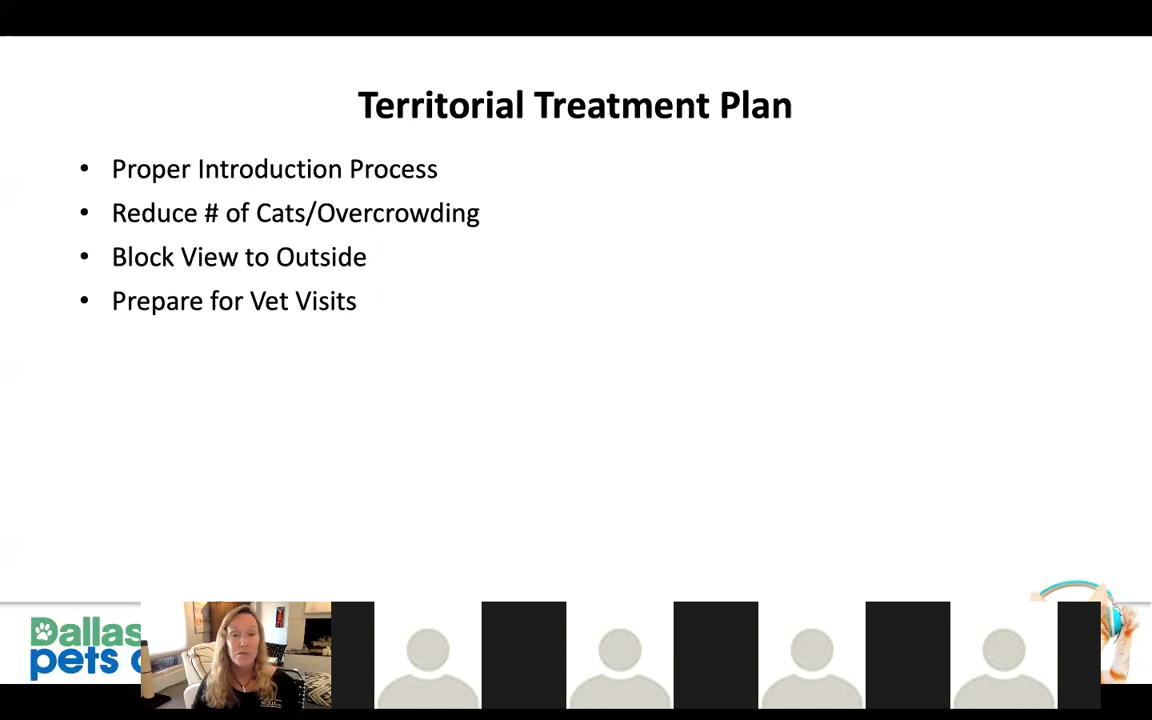 Territorial Treatment Plan
• Proper Introduction Process
• Reduce # of Cats/Overcrowding
• Block View to Outside
• Prepare for Vet Visits
Dallas
pets